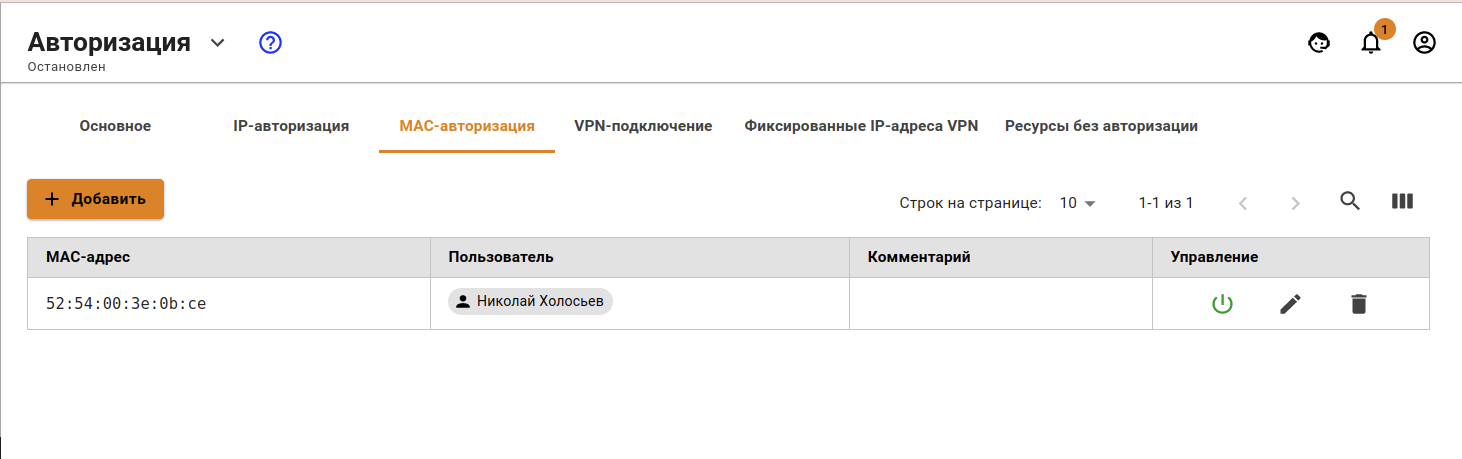 Авторизация
1
Остановлен
Основное
IP-авторизация
MAC-авторизация
VPN-подключение
Фиксированные IP-адреса VPN
Ресурсы без авторизации
+ Добавить
Строк на странице: 10
1-1 из 1
MAC-адрес
Пользователь
Комментарий
Управление
52:54:00:3e:0b:ce
Николай Холосьев